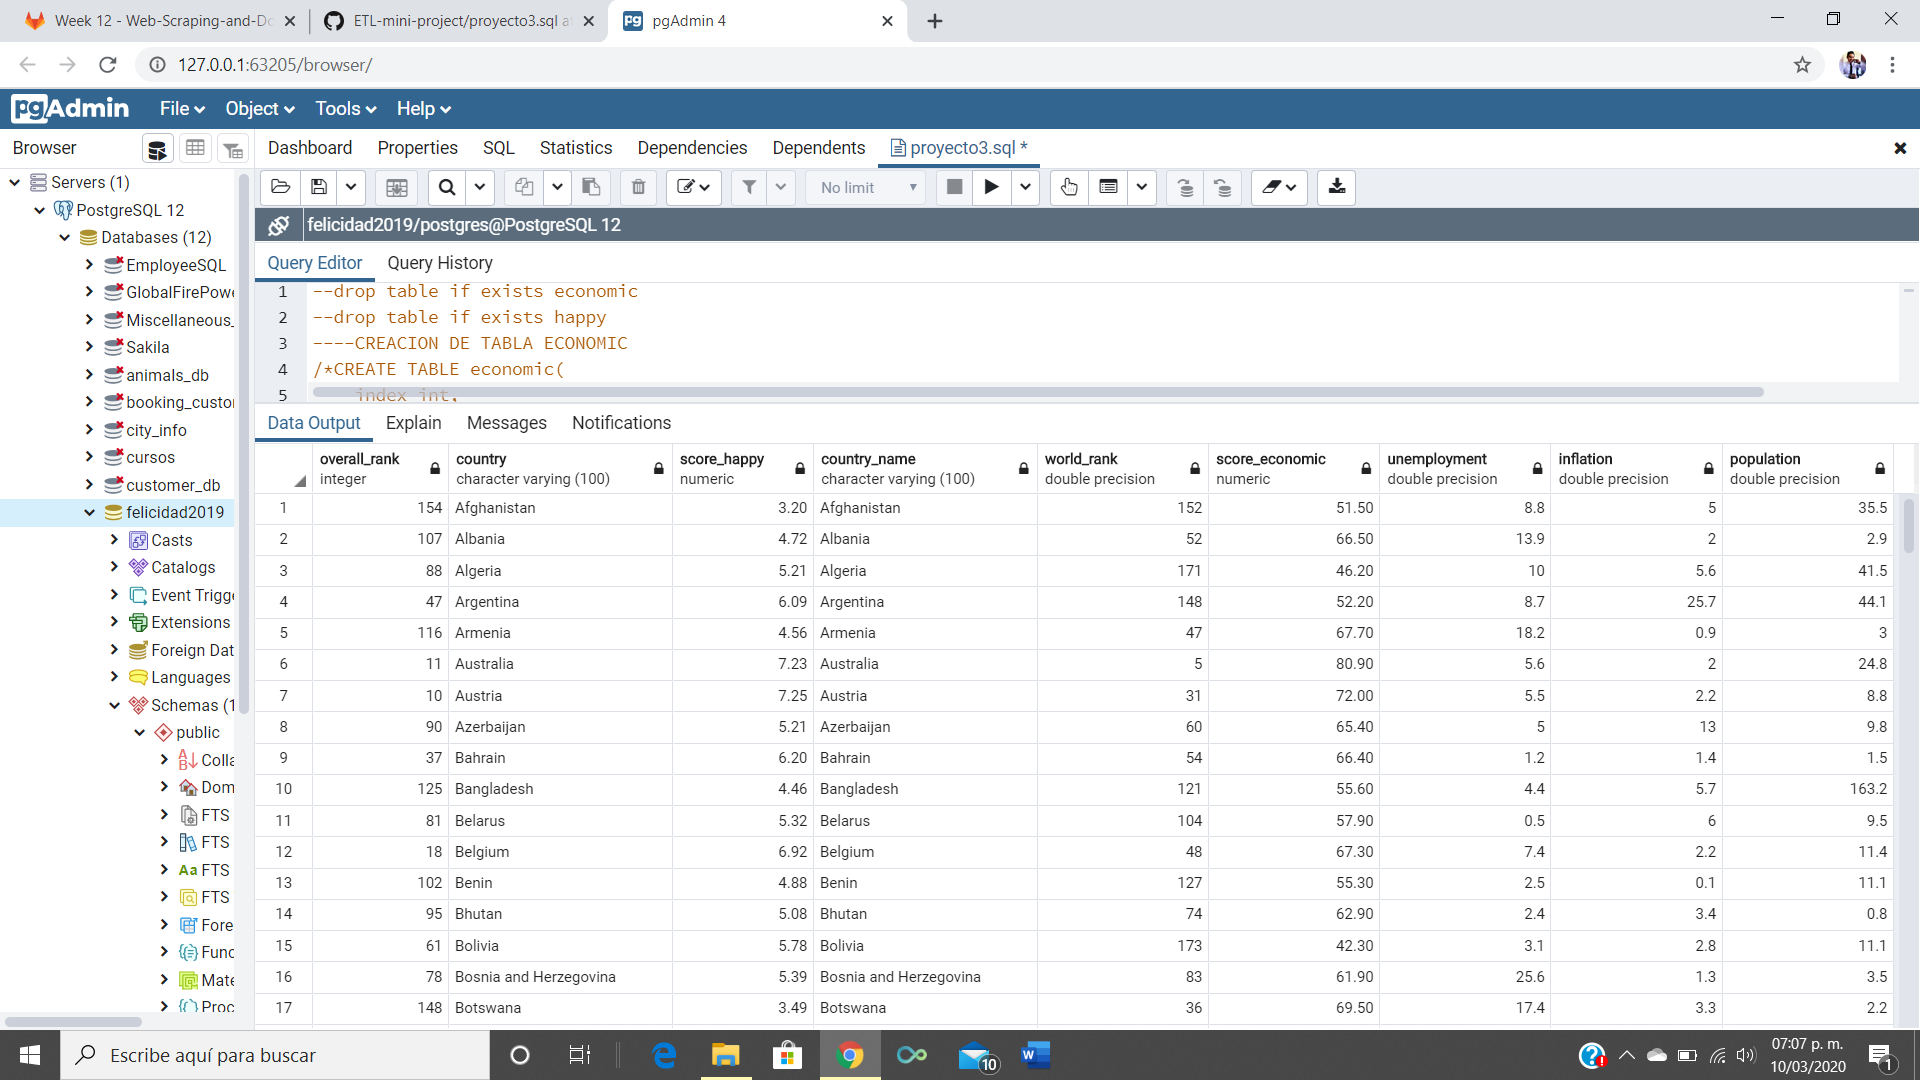 Week 12 - Web-Scraping-and-Do
ETL-mini-project/proyecto3.sql at
pgAdmin 4
127.0.0.1:63205/browser/
pgAdmin
File
Object
Tools
Help
Browser
Dashboard
Properties
SQL
Statistics
Dependencies
Dependents
proyecto3.sql *
No limit
felicidad2019/postgres@PostgreSQL 12
Query Editor
Query History
1 --drop table if exists economic
2 --drop table if exists happy
3 ----CREACION DE TABLA ECONOMIC
4 /*CREATE TABLE economic(
5 index int,
Servers (1)
PostgreSQL 12
Databases (12)
EmployeeSQL
GlobalFirePowe
Miscellaneous_
Sakila
animals_db
booking_custor
city_info
cursos
customer_db
felicidad2019
Casts
Catalogs
Event Trigge
Extensions
Foreign Dat
Languages
Schemas (1
public
Colla
Dom
FTS
FTS
Aa FTS
FTS
Fore
Func
Mate
Proc
Data Output
Explain
Messages
Notifications
overall_rank integer
country character varying (100)
score_happy numeric
country_name character varying (100)
world_rank double precision
score_economic numeric
unemployment double precision
inflation double precision
population double precision
1 154 Afghanistan 3.20 Afghanistan 152 51.50 8.8 5 35.5
2 107 Albania 4.72 Albania 52 66.50 13.9 2 2.9
3 88 Algeria 5.21 Algeria 171 46.20 10 5.6 41.5
4 47 Argentina 6.09 Argentina 148 52.20 8.7 25.7 44.1
5 116 Armenia 4.56 Armenia 47 67.70 18.2 0.9 3
6 11 Australia 7.23 Australia 5 80.90 5.6 2 24.8
7 10 Austria 7.25 Austria 31 72.00 5.5 2.2 8.8
8 90 Azerbaijan 5.21 Azerbaijan 60 65.40 5 13 9.8
9 37 Bahrain 6.20 Bahrain 54 66.40 1.2 1.4 1.5
10 125 Bangladesh 4.46 Bangladesh 121 55.60 4.4 5.7 163.2
11 81 Belarus 5.32 Belarus 104 57.90 0.5 6 9.5
12 18 Belgium 6.92 Belgium 48 67.30 7.4 2.2 11.4
13 102 Benin 4.88 Benin 127 55.30 2.5 0.1 11.1
14 95 Bhutan 5.08 Bhutan 74 62.90 2.4 3.4 0.8
15 61 Bolivia 5.78 Bolivia 173 42.30 3.1 2.8 11.1
16 78 Bosnia and Herzegovina 5.39 Bosnia and Herzegovina 83 61.90 25.6 1.3 3.5
17 148 Botswana 3.49 Botswana 36 69.50 17.4 3.3 2.2
Escribe aquí para buscar
10
07:07 p. m.
10/03/2020
1